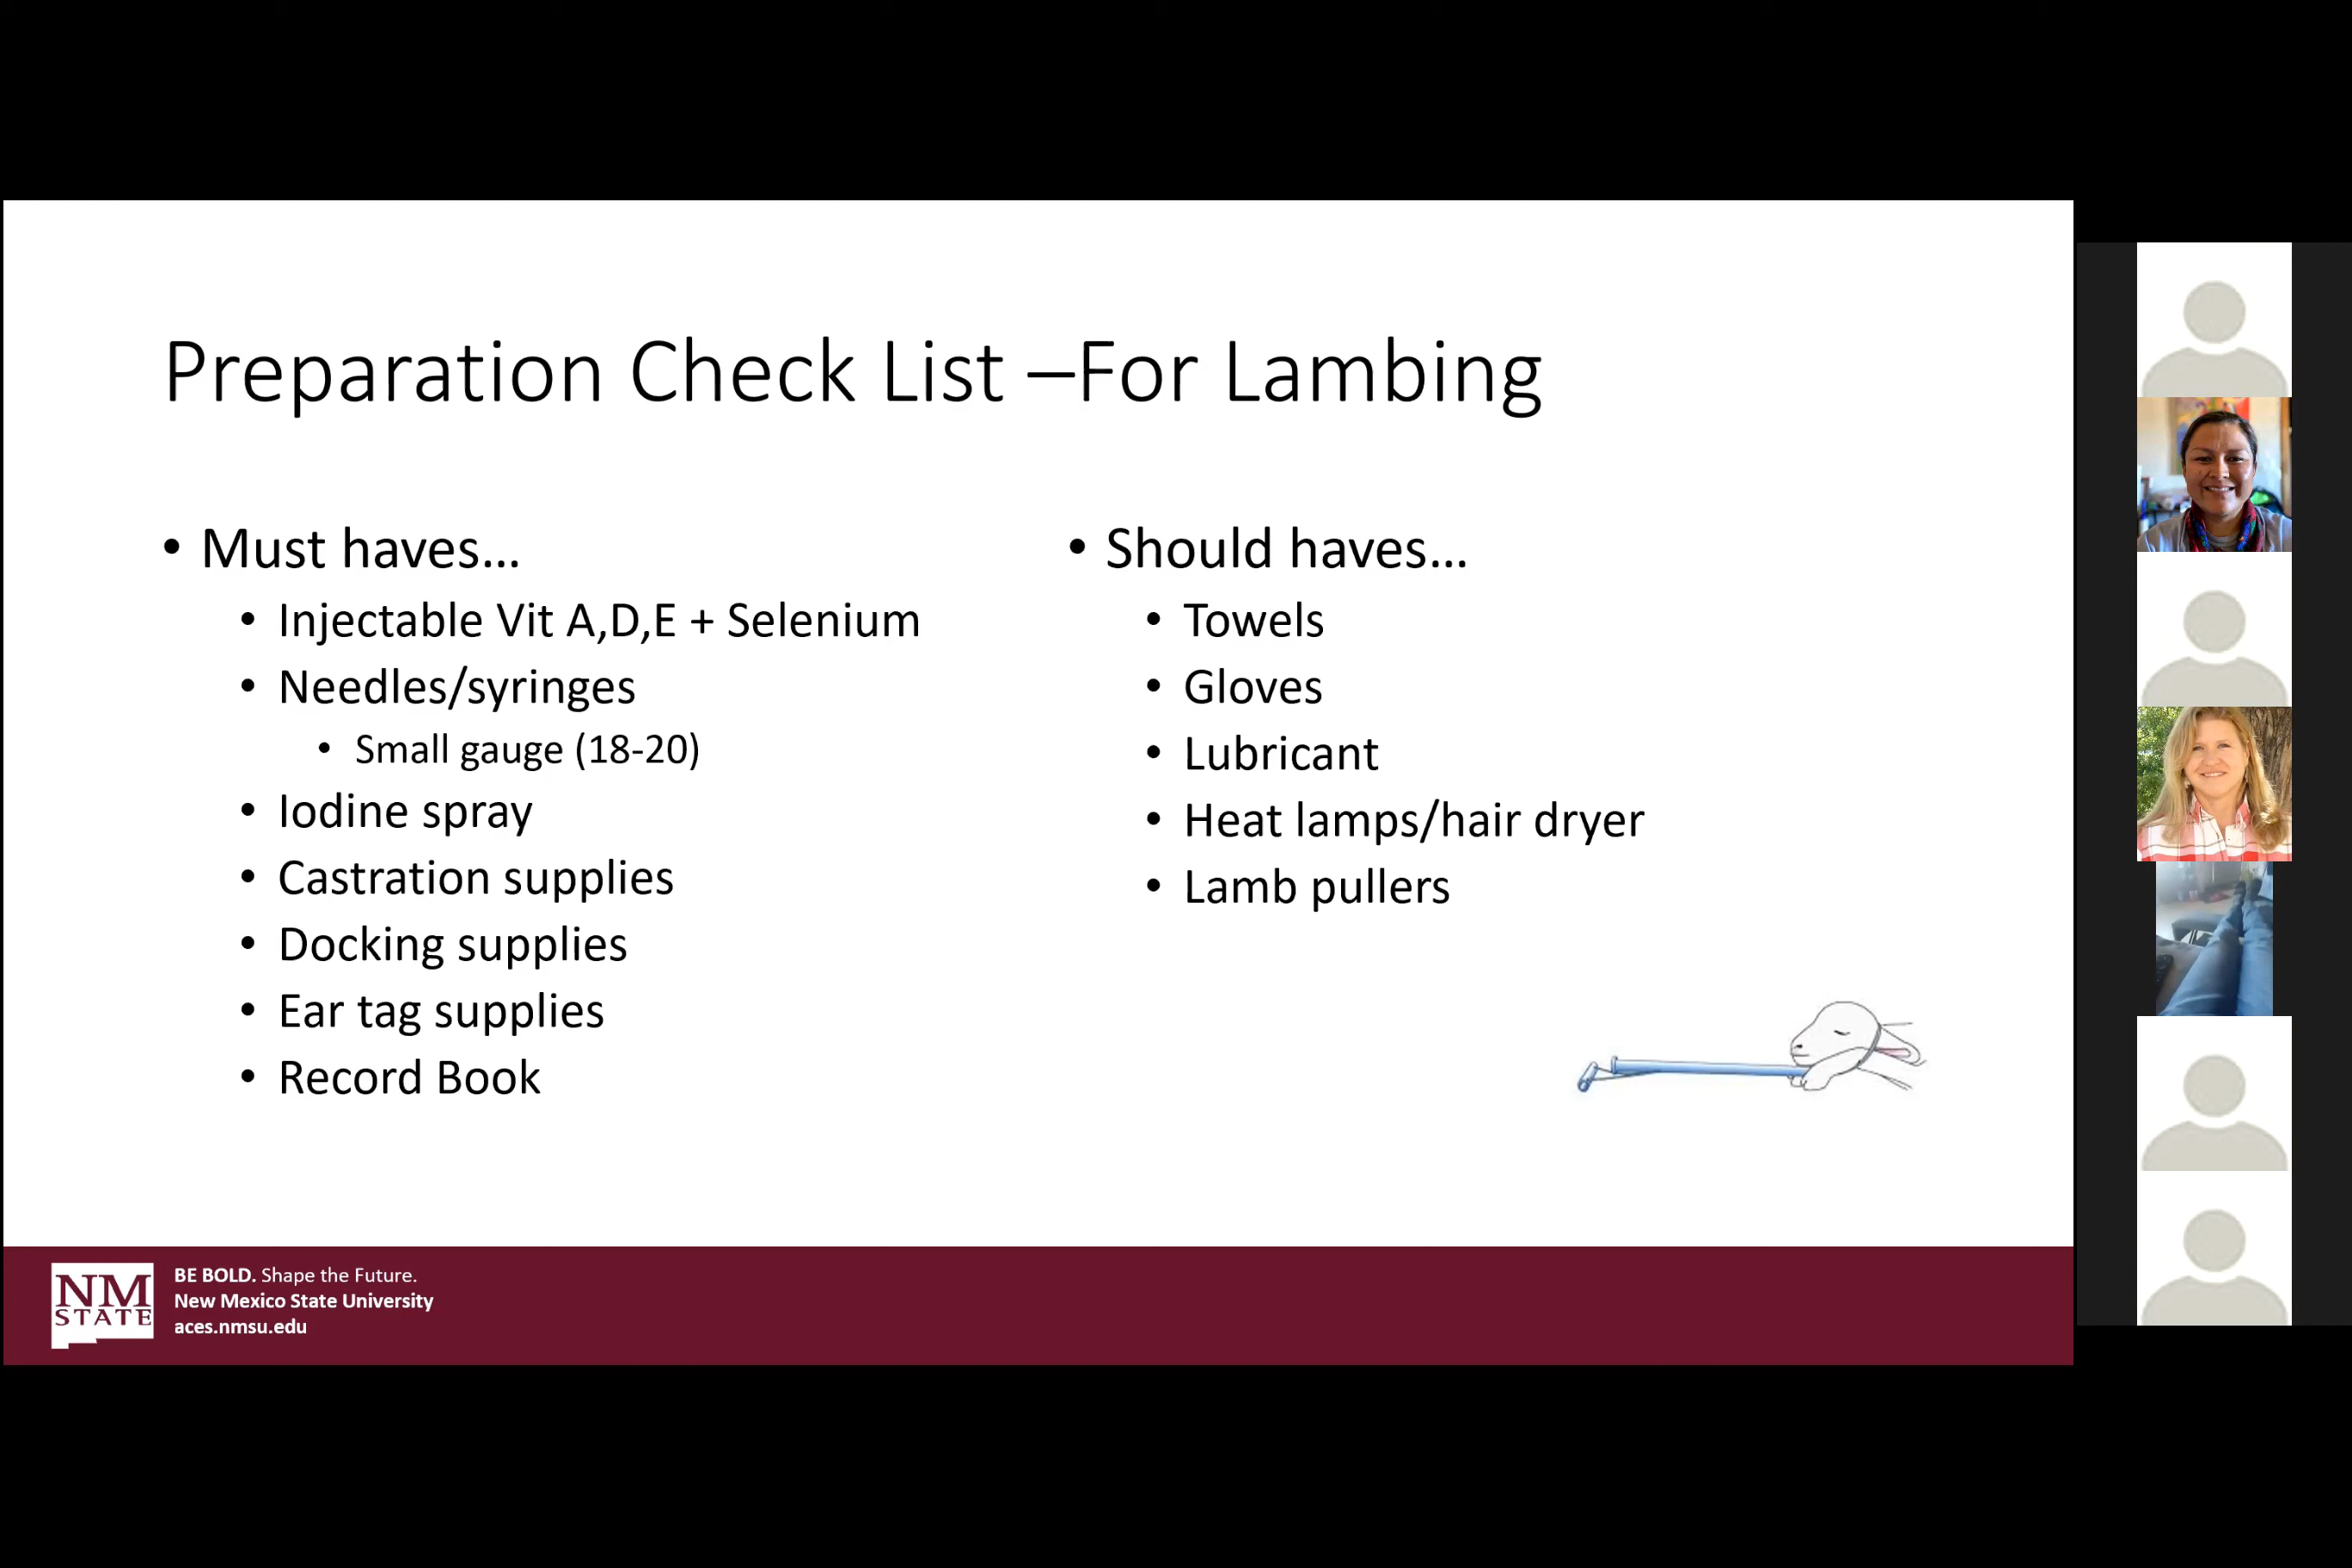 Preparation Check List –For Lambing
• Must haves...
• Injectable Vit A,D,E + Selenium
• Needles/syringes
• Small gauge (18-20)
• Iodine spray
• Castration supplies
• Docking supplies
• Ear tag supplies
• Record Book
• Should haves...
• Towels
• Gloves
• Lubricant
• Heat lamps/hair dryer
• Lamb pullers
NM
STATE
BE BOLD. Shape the Future.
New Mexico State University
aces.nmsu.edu